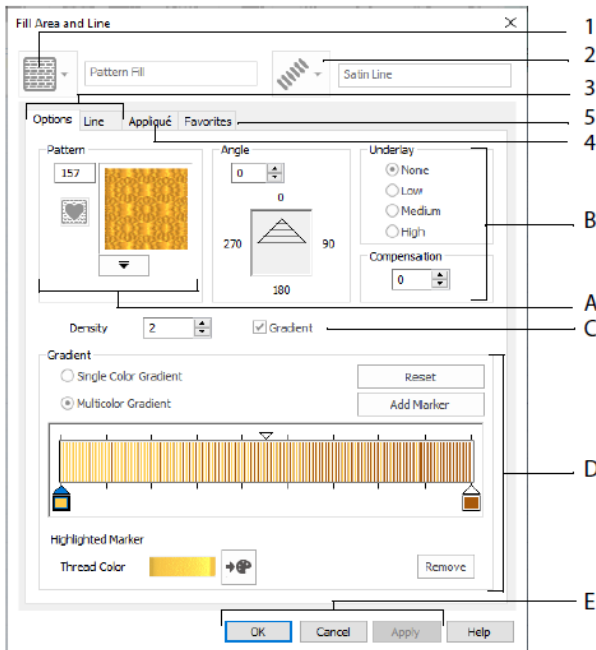 Fill Area and Line
1
Pattern Fill
Satin Line
2
3
Options Line Appliqué Favorites
5
4
Pattern
Angle
Underlay
157
0
None
Low
Medium
High
B
0
270
90
180
Compensation
0
A
Density 2 Gradient
C
Gradient
Single Color Gradient
Reset
Multicolor Gradient
Add Marker
D
Highlighted Marker
Thread Color
Remove
E
OK Cancel Apply Help